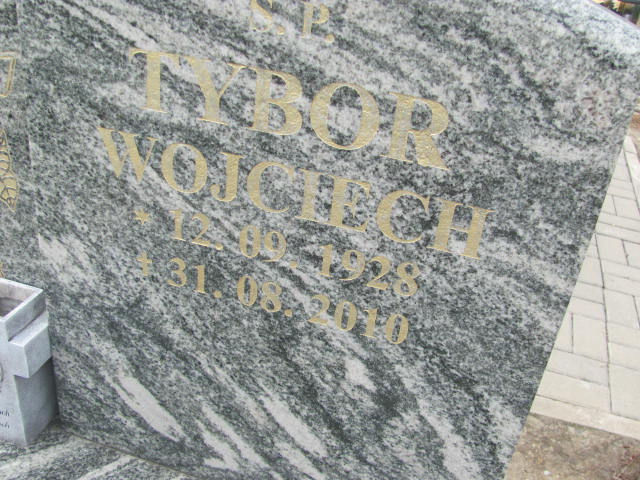 Ś. P.
TYBOR
WOJCIECH
* 12. 09. 1928
+ 31. 08. 2010